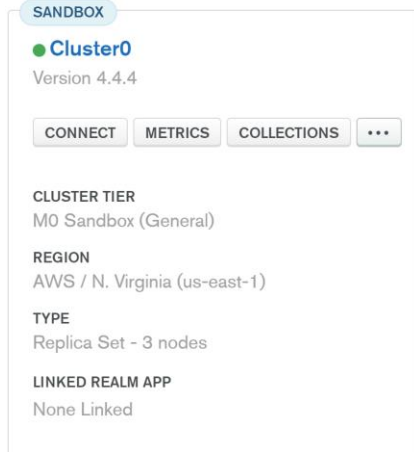 SANDBOX
Cluster0
Version 4.4.4
CONNECT METRICS COLLECTIONS ...
CLUSTER TIER
M0 Sandbox (General)
REGION
AWS / N. Virginia (us-east-1)
TYPE
Replica Set - 3 nodes
LINKED REALM APP
None Linked